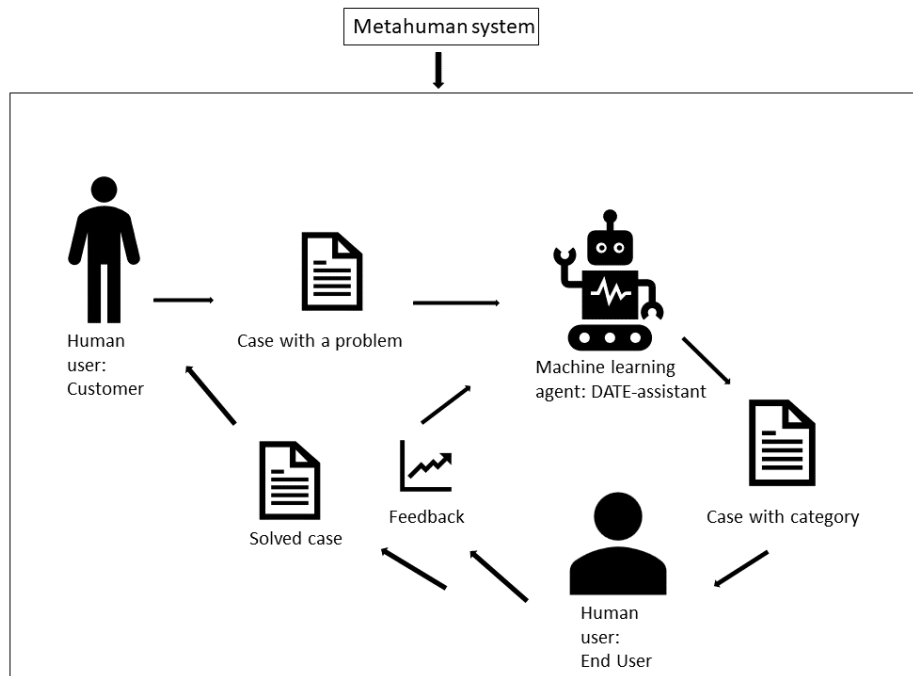 Metahuman system
Human
user:
Customer
Case with a problem
Machine learning
agent: DATE-assistant
Solved case
Feedback
Case with category
Human
user:
End User